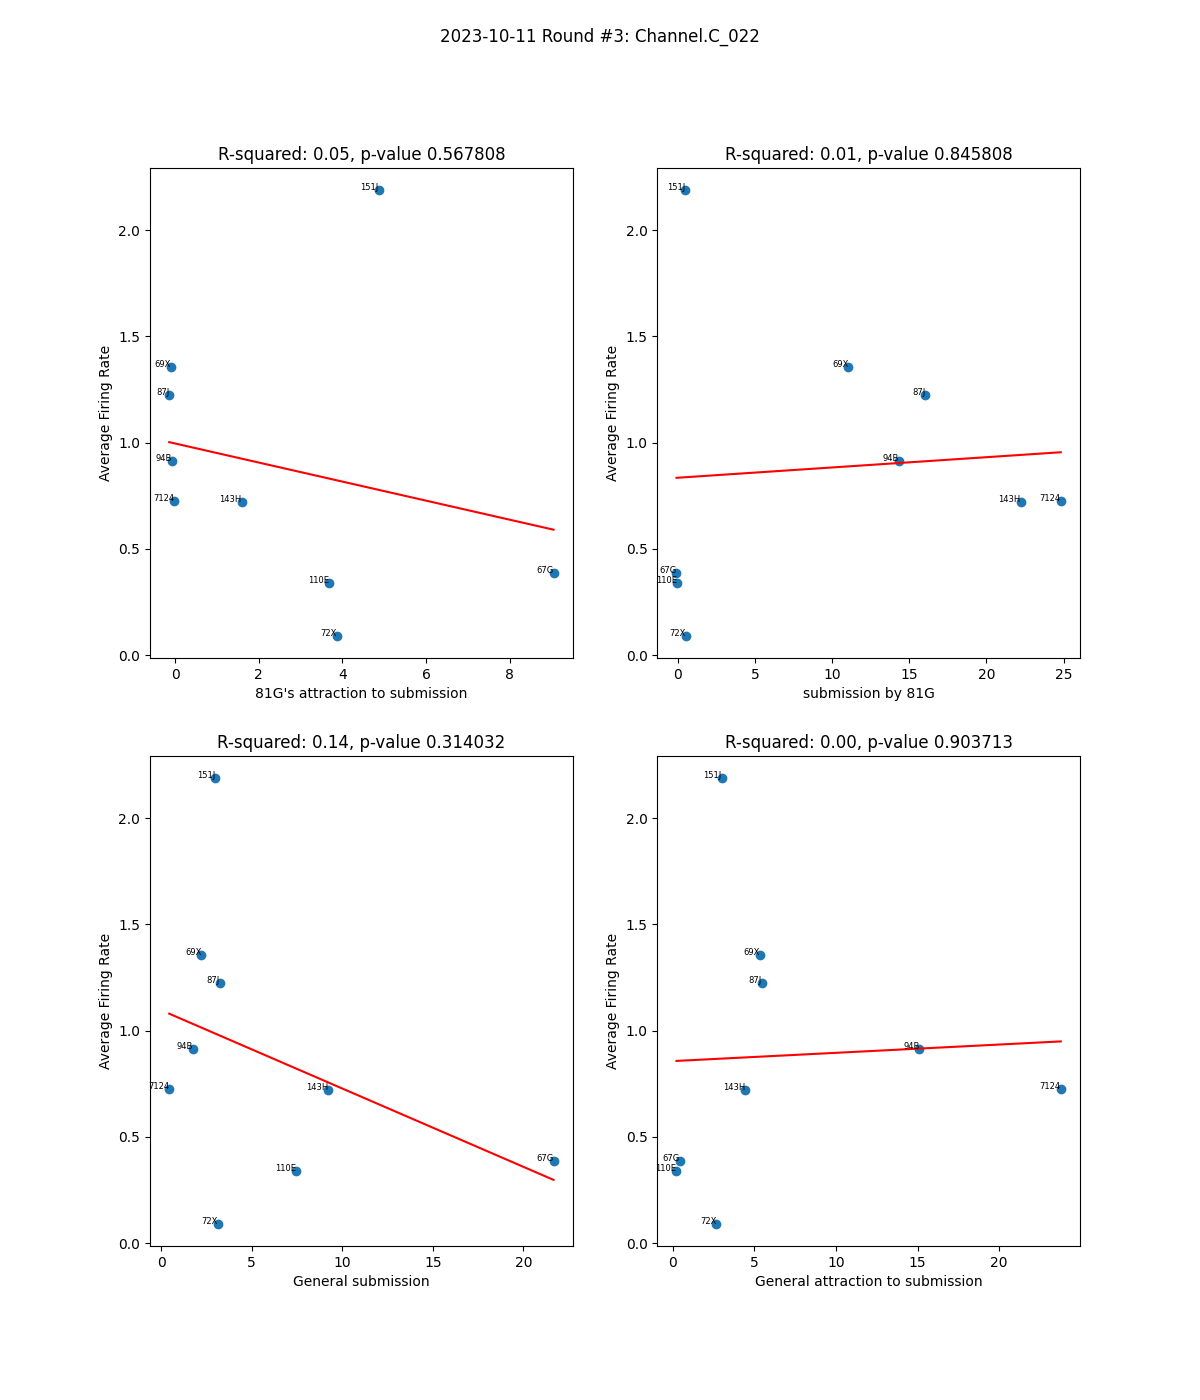 2023-10-11 Round #3: Channel.C_022
R-squared: 0.05, p-value 0.567808
Average Firing Rate
2.0
1.5
1.0
0.5
0.0
151J
69X
87J
94B
7124
143H
110E
72X
67G
0 2 4 6 8
81G's attraction to submission
R-squared: 0.01, p-value 0.845808
Average Firing Rate
2.0
1.5
1.0
0.5
0.0
151J
69X
87J
94B
143H
7124
67G
110E
72X
0 5 10 15 20 25
submission by 81G
R-squared: 0.14, p-value 0.314032
Average Firing Rate
2.0
1.5
1.0
0.5
0.0
151J
69X
87J
94B
7124
143H
110E
67G
72X
0 5 10 15 20
General submission
R-squared: 0.00, p-value 0.903713
Average Firing Rate
2.0
1.5
1.0
0.5
0.0
151J
69X
87J
94B
143H
7124
67G
110E
72X
0 5 10 15 20
General attraction to submission